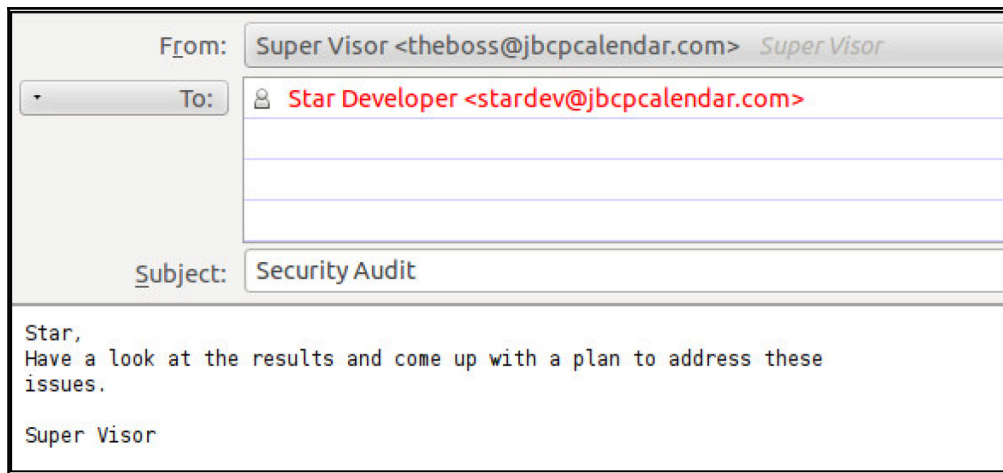 From: Super Visor <theboss@jbcpcalendar.com> Super Visor
To: Star Developer <stardev@jbcpcalendar.com>
Subject: Security Audit
Star,
Have a look at the results and come up with a plan to address these
issues.
Super Visor